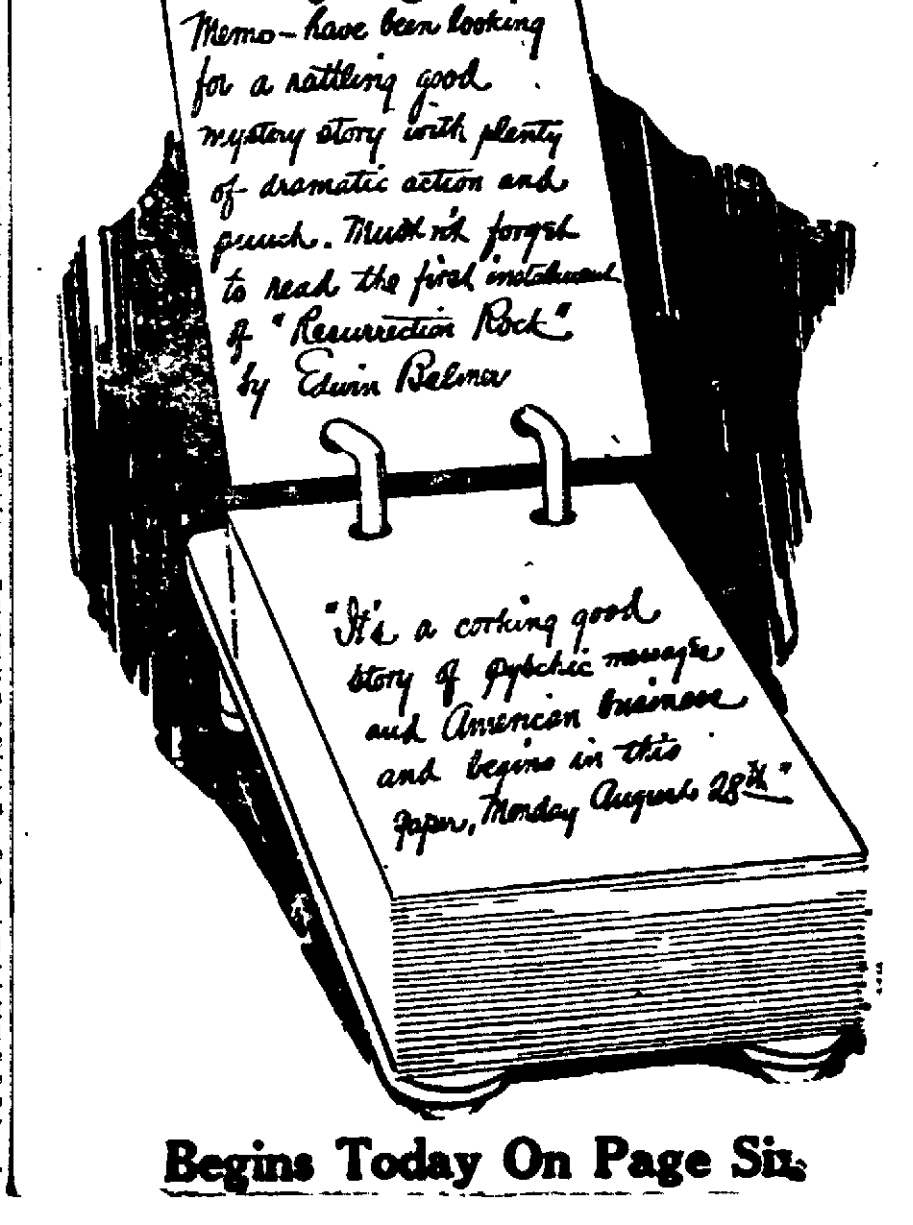 Memo - have been looking
for a rattling good
mystery story with plenty
of dramatic action and
punch. Mustn't forget
to read the first instalment
of "Resurrection Rock"
by Edwin Balmer
"It's a corking good
story of psychic messages
and American business
and begins in this
paper, Monday August 28th"
Begins Today On Page Six